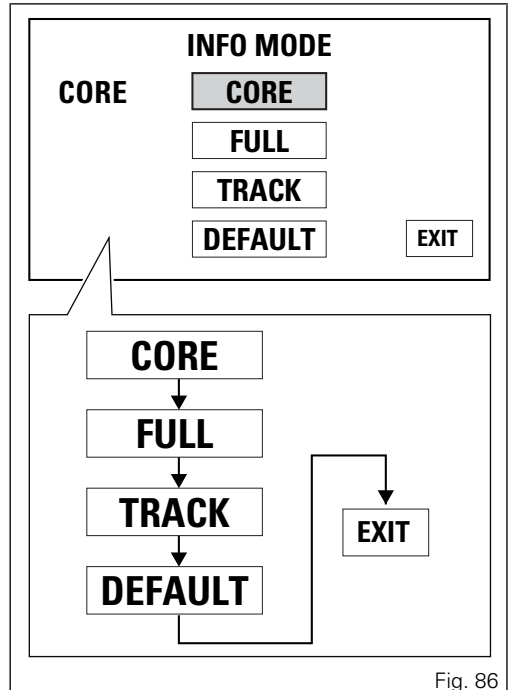 INFO MODE
CORE CORE
FULL
TRACK
DEFAULT EXIT
CORE
FULL
TRACK
DEFAULT
EXIT
Fig. 86